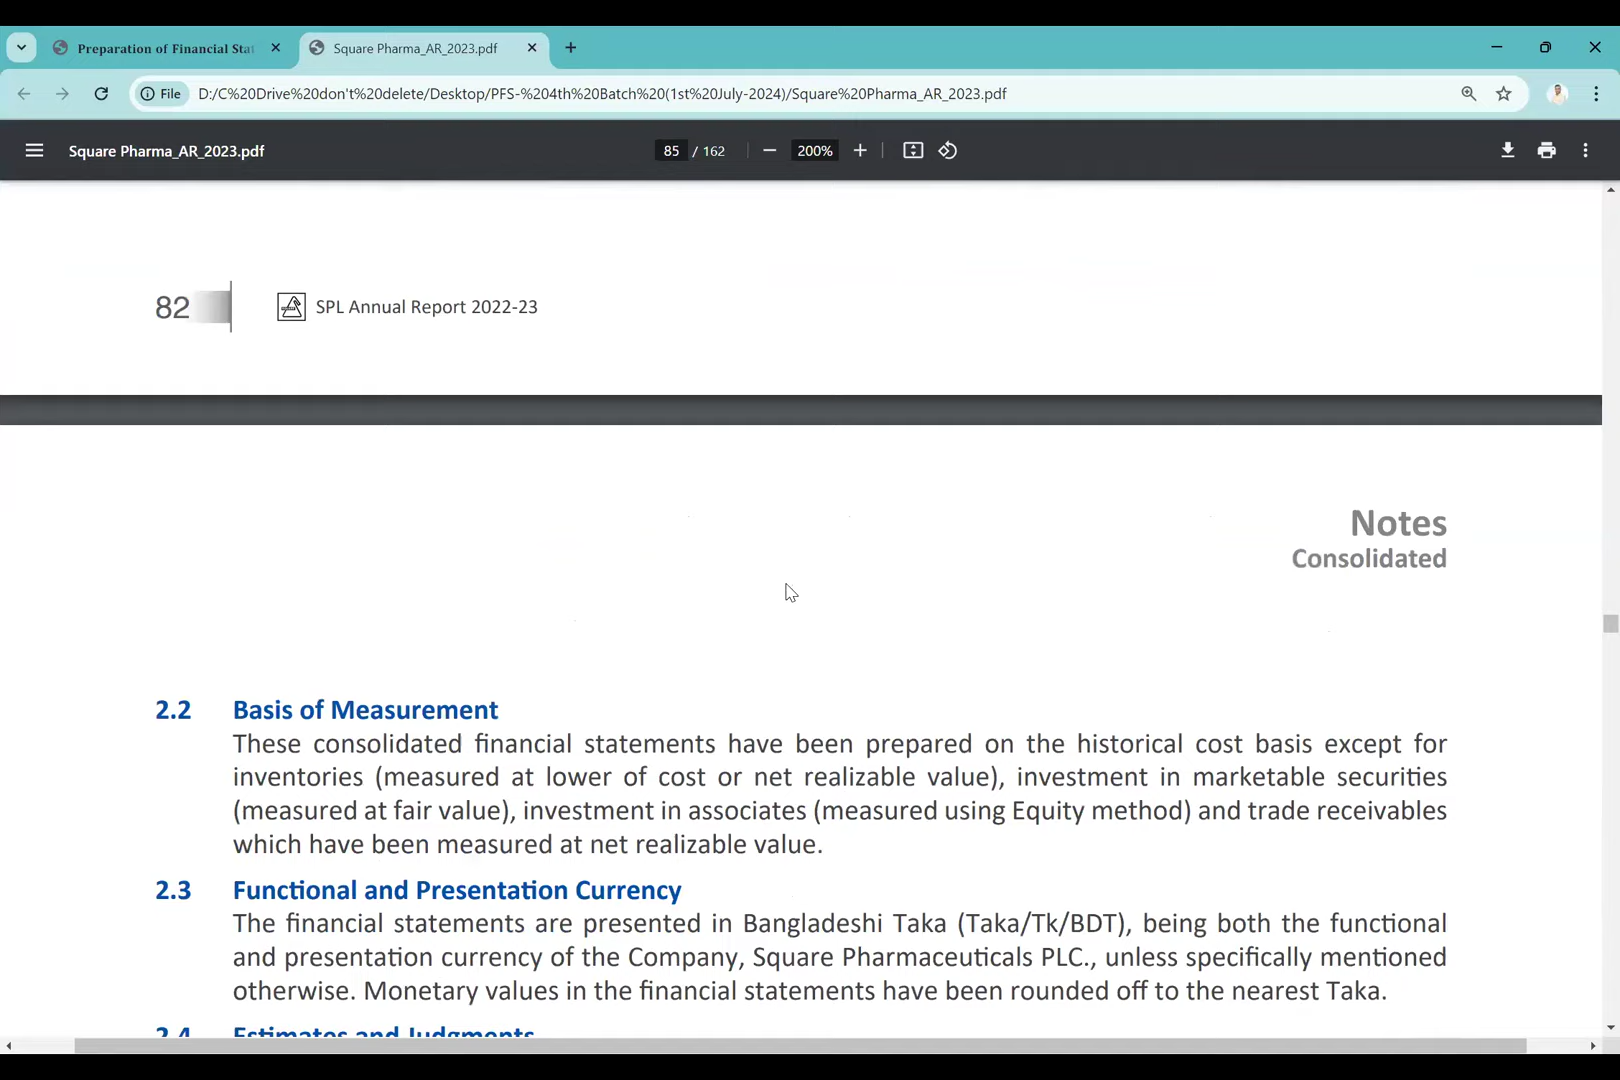 Preparation of Financial Stat
Square Pharma_AR_2023.pdf
File
D:/C%20Drive%20don't%20delete/Desktop/PFS-%204th%20Batch%20(1st%20July-2024)/Square%20Pharma_AR_2023.pdf
Square Pharma_AR_2023.pdf
85 / 162
200%
82
SPL Annual Report 2022-23
Notes
Consolidated
2.2 Basis of Measurement
These consolidated financial statements have been prepared on the historical cost basis except for
inventories (measured at lower of cost or net realizable value), investment in marketable securities
(measured at fair value), investment in associates (measured using Equity method) and trade receivables
which have been measured at net realizable value.
2.3 Functional and Presentation Currency
The financial statements are presented in Bangladeshi Taka (Taka/Tk/BDT), being both the functional
and presentation currency of the Company, Square Pharmaceuticals PLC., unless specifically mentioned
otherwise. Monetary values in the financial statements have been rounded off to the nearest Taka.
2.4 Estimates and Judgments